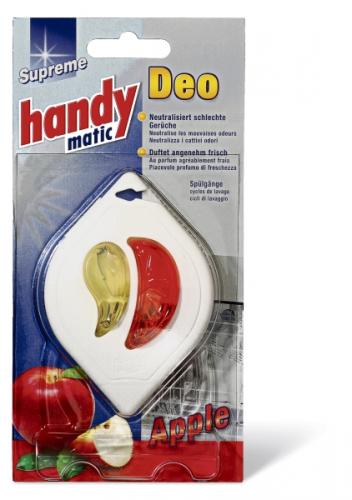 Supreme
handy
matic
Deo
Neutralisiert schlechte
Gerüche
Neutralise les mauvaises odeurs
Neutralizza i cattivi odori
Duftet angenehm frisch
Au parfum agréablement frais
Piacevole profumo di freschezza
Spülgänge
cycles de lavage
cicli di lavaggio
Apple